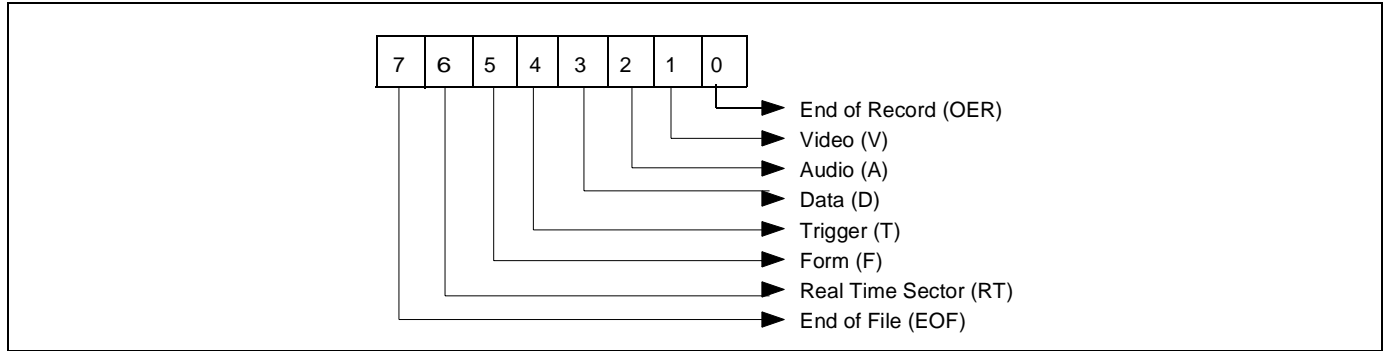 7 6 5 4 3 2 1 0
End of Record (OER)
Video (V)
Audio (A)
Data (D)
Trigger (T)
Form (F)
Real Time Sector (RT)
End of File (EOF)